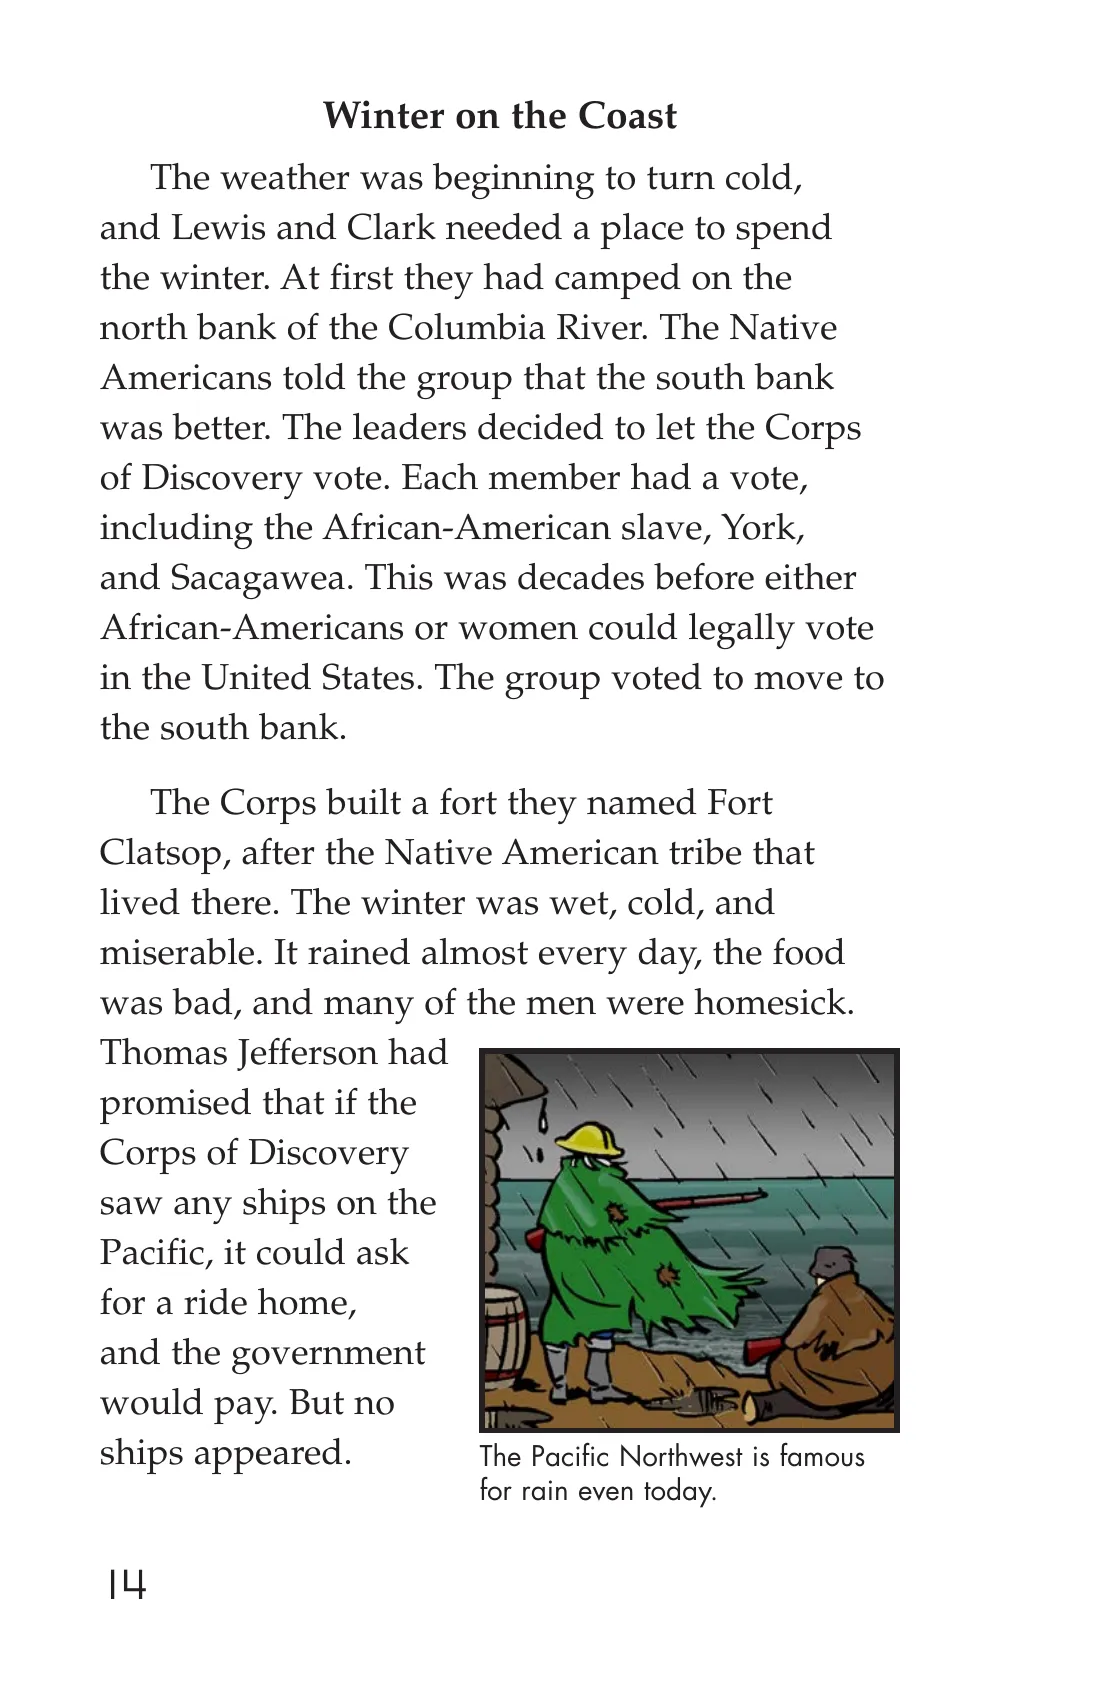 Winter on the Coast
The weather was beginning to turn cold,
and Lewis and Clark needed a place to spend
the winter. At first they had camped on the
north bank of the Columbia River. The Native
Americans told the group that the south bank
was better. The leaders decided to let the Corps
of Discovery vote. Each member had a vote,
including the African-American slave, York,
and Sacagawea. This was decades before either
African-Americans or women could legally vote
in the United States. The group voted to move to
the south bank.
The Corps built a fort they named Fort
Clatsop, after the Native American tribe that
lived there. The winter was wet, cold, and
miserable. It rained almost every day, the food
was bad, and many of the men were homesick.
Thomas Jefferson had
promised that if the
Corps of Discovery
saw any ships on the
Pacific, it could ask
for a ride home,
and the government
would pay. But no
ships appeared.
The Pacific Northwest is famous
for rain even today.
14